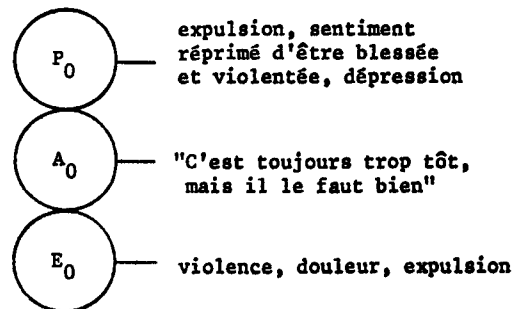 expulsion, sentiment
réprimé d'être blessée
et violentée, dépression
P0
"C'est toujours trop tôt,
mais il le faut bien"
A0
violence, douleur, expulsion
E0